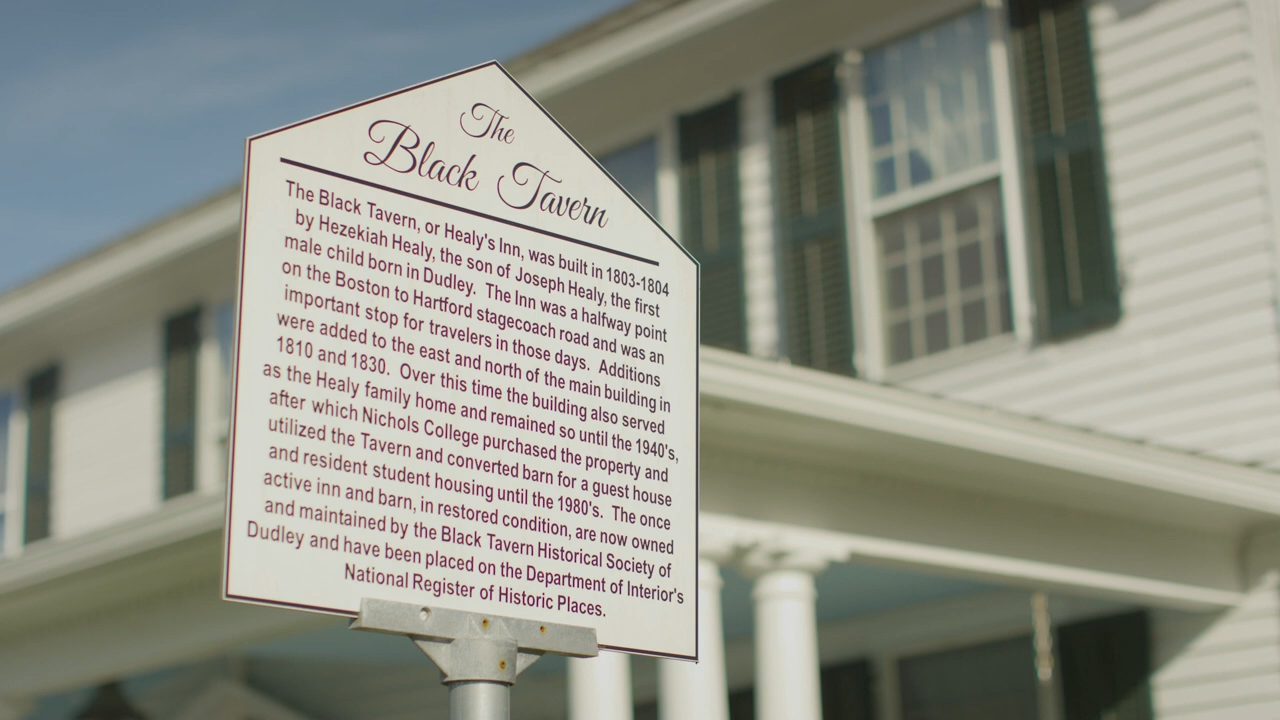 The
Black Tavern
The Black Tavern, or Healy's Inn, was built in 1803-1804
by Hezekiah Healy, the son of Joseph Healy, the first
male child born in Dudley. The Inn was a halfway point
on the Boston to Hartford stagecoach road and was an
important stop for travelers in those days. Additions
were added to the east and north of the main building in
1810 and 1830. Over this time the building also served
as the Healy family home and remained so until the 1940's,
after which Nichols College purchased the property and
utilized the Tavern and converted barn for a guest house
and resident student housing until the 1980's. The once
active inn and barn, in restored condition, are now owned
and maintained by the Black Tavern Historical Society of
Dudley and have been placed on the Department of Interior's
National Register of Historic Places.